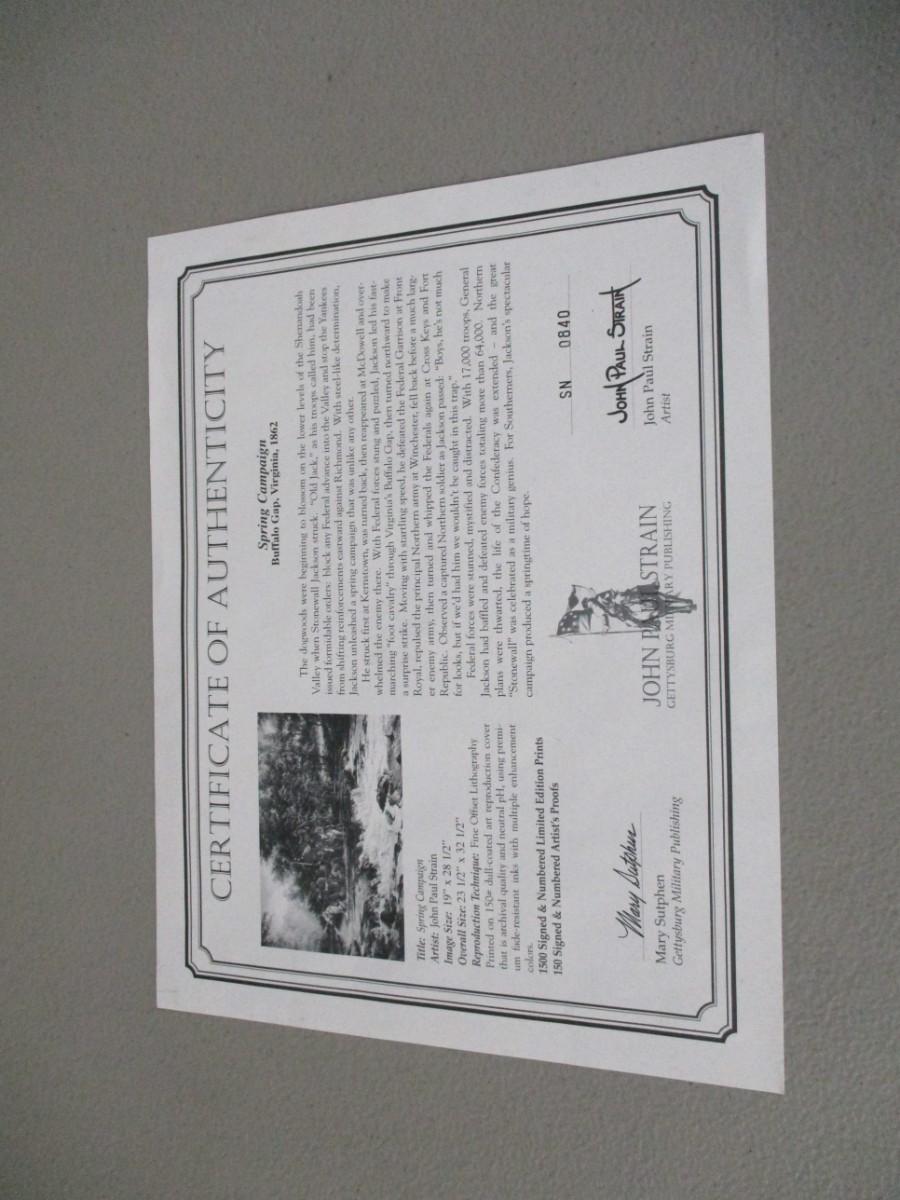 CERTIFICATE OF AUTHENTICITY
Spring Campaign
Buffalo Gap, Virginia, 1862
The dogwoods were beginning to blossom on the lower levels of the Shenandoah
Valley when Stonewall Jackson struck. "Old Jack," as his troops called him, had been
issued formidable orders: block any Federal advance into the Valley and stop the Yankees
from shifting reinforcements eastward against Richmond. With steel-like determination,
Jackson unleashed a spring campaign that was unlike any other.
He struck first at Kernstown, was turned back, then reappeared at McDowell and over-
whelmed the enemy there. With Federal forces stung and puzzled, Jackson led his fast-
marching "foot cavalry" through Virginia's Buffalo Gap, then turned northward to make
a surprise strike. Moving with startling speed, he defeated the Federal Garrison at Front
Royal, repulsed the principal Northern army at Winchester, fell back before a much larg-
er enemy army, then turned and whipped the Federals again at Cross Keys and Fort
Republic. Observed a captured Northern soldier as Jackson passed: "Boys, he's not much
for looks, but if we'd had him we wouldn't be caught in this trap."
Federal forces were stunned, mystified and distracted. With 17,000 troops, General
Jackson had baffled and defeated enemy forces totaling more than 64,000. Northern
plans were thwarted, the life of the Confederacy was extended – and the great
"Stonewall" was celebrated as a military genius. For Southerners, Jackson's spectacular
campaign produced a springtime of hope.
Title: Spring Campaign
Artist: John Paul Strain
Image Size: 19" x 28 1/2"
Overall Size: 23 1/2" x 32 1/2"
Reproduction Technique: Fine Offset Lithography
Printed on 150# dull-coated art reproduction cover
that is archival quality and neutral pH, using premi-
um fade-resistant inks with multiple enhancement
colors.
1500 Signed & Numbered Limited Edition Prints
150 Signed & Numbered Artist's Proofs
SN 0840
Mary Sutphen
Mary Sutphen
Gettysburg Military Publishing
JOHN PAUL STRAIN
GETTYSBURG MILITARY PUBLISHING
JOHN PAUL STRAIN
John Paul Strain
Artist